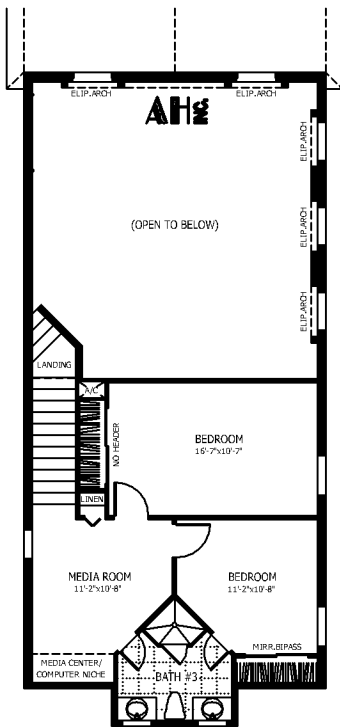 ELIP.ARCH
ELIP.ARCH
AH INC.
ELIP.ARCH
(OPEN TO BELOW)
ELIP.ARCH
ELIP.ARCH
LANDING
A/C
NO HEADER
BEDROOM
16'-7"x10'-7"
LINEN
MEDIA ROOM
11'-2"x10'-8"
BEDROOM
11'-2"x10'-8"
MIRR.BIPASS
MEDIA CENTER/
COMPUTER NICHE
BATH #3